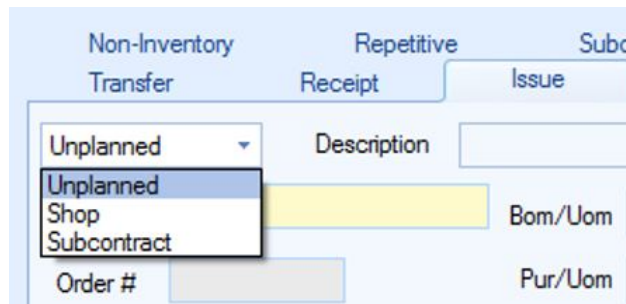 Non-Inventory Repetitive
Transfer Receipt Issue
Unplanned Description
Unplanned
Shop Bom/Uom
Subcontract
Order # Pur/Uom